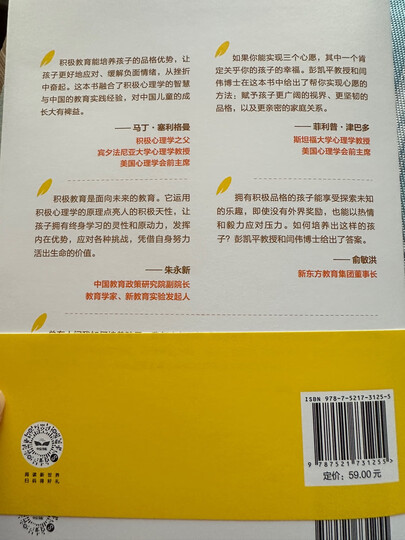 积极教育能培养孩子的品格优势，让
孩子更好地应对、缓解负面情绪，从挫折
中奋起。这本书融合了积极心理学的智慧
与中国的教育实践经验，对中国儿童的成
长大有裨益。
——马丁·塞利格曼
积极心理学之父
宾夕法尼亚大学心理学教授
美国心理学会前主席
如果你能实现三个心愿，其中一个肯
定关乎你的孩子的幸福。彭凯平教授和闫
伟博士在这本书中给出了帮你实现心愿的
方法：赋予孩子更广阔的视界、更坚韧的
品格，以及更亲密的家庭关系。
——菲利普·津巴多
斯坦福大学心理学教授
美国心理学会前主席
积极教育是面向未来的教育。它运用
积极心理学的原理点亮人的积极天性，让
孩子拥有终身学习的灵性和原动力，发挥
内在优势，应对各种挑战，凭借自身努力
活出生命的价值。
——朱永新
中国教育政策研究院副院长
教育学家、新教育实验发起人
拥有积极品格的孩子能享受探索未知
的乐趣，即使没有外界奖励，也能以热情
和毅力应对压力。如何培养出这样的孩
子？彭凯平教授和闫伟博士给出了答案。
——俞敏洪
新东方教育集团董事长
ISBN 978-7-5217-3125-5
9 787521 731255
定价：59.00元
阅读新世界
扫码得好礼